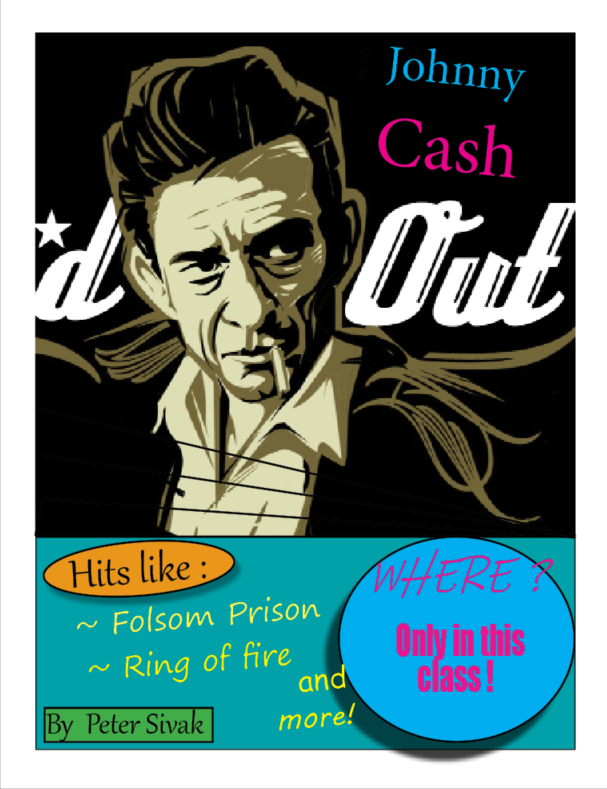 Johnny
Cash
d Out
Hits like :
~ Folsom Prison
~ Ring of fire
and
more!
WHERE ?
Only in this
class !
By Peter Sivak